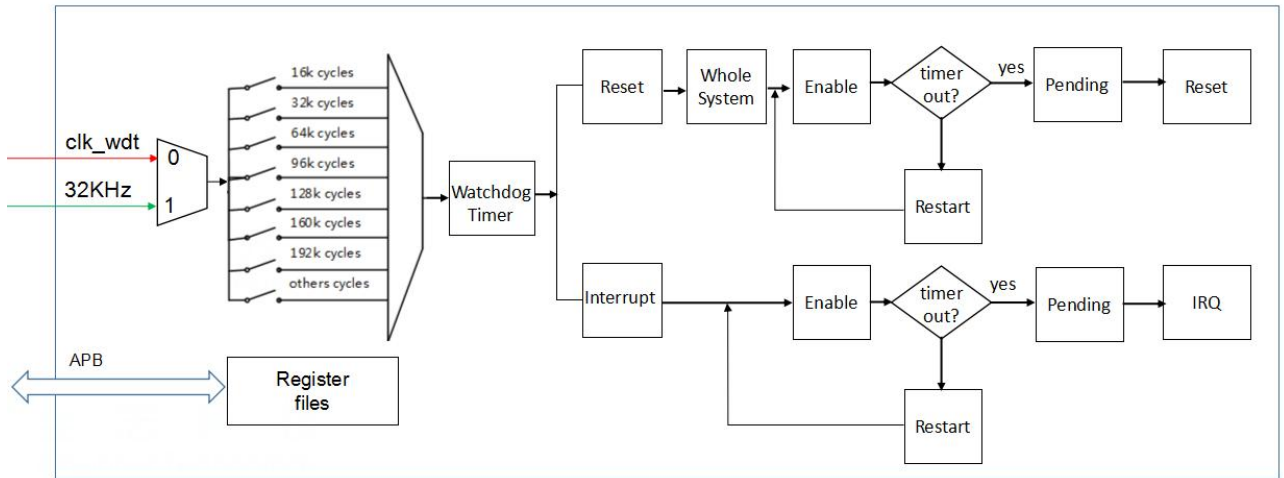 clk_wdt
32KHz
0
1
16k cycles
32k cycles
64k cycles
96k cycles
128k cycles
160k cycles
192k cycles
others cycles
Watchdog
Timer
Reset
Whole
System
Enable
timer
out?
yes
Pending
Reset
Restart
Interrupt
Enable
timer
out?
yes
Pending
IRQ
Restart
APB
Register
files